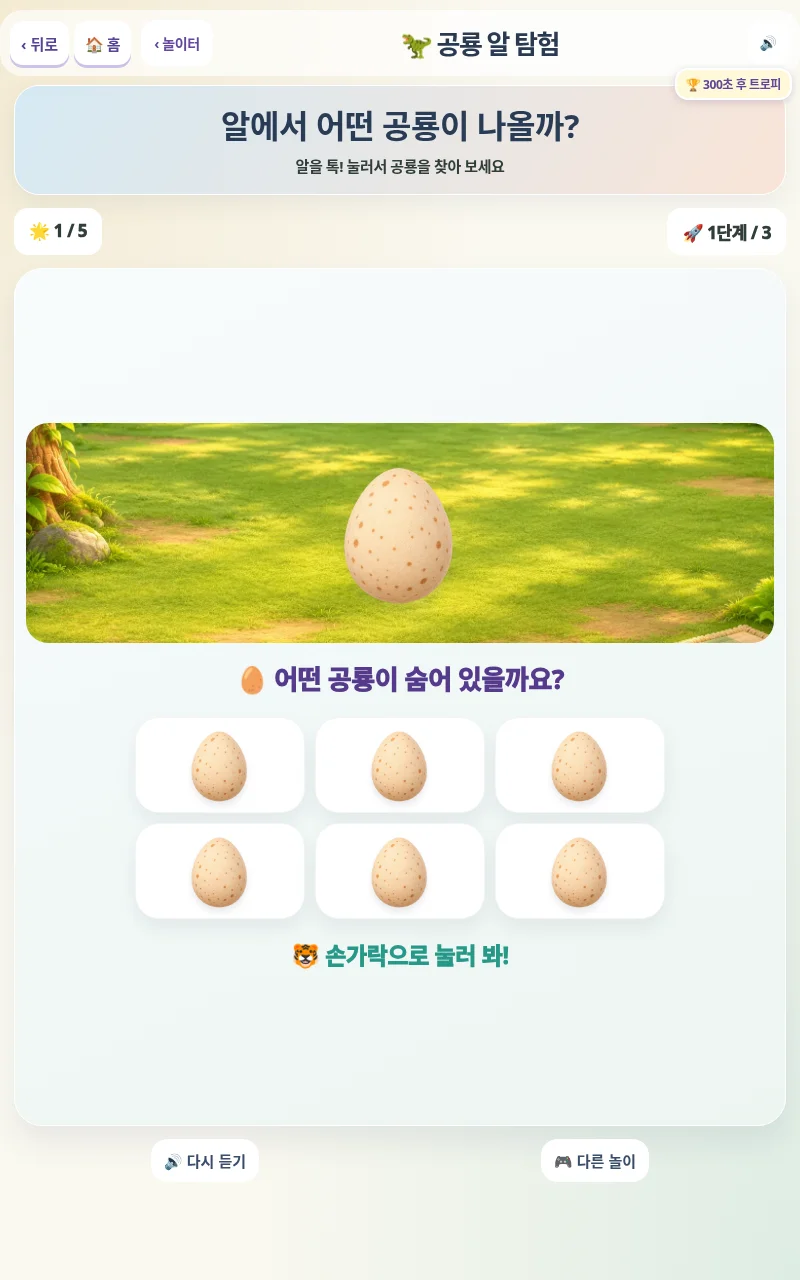 ‹ 뒤로
🏠 홈
‹ 놀이터
🦖 공룡 알 탐험
🔊
🏆 300초 후 트로피
알에서 어떤 공룡이 나올까?
알을 톡! 눌러서 공룡을 찾아 보세요
🌟 1 / 5
🚀 1단계 / 3
🥚 어떤 공룡이 숨어 있을까요?
🐯 손가락으로 눌러 봐!
🔊 다시 듣기
🎮 다른 놀이